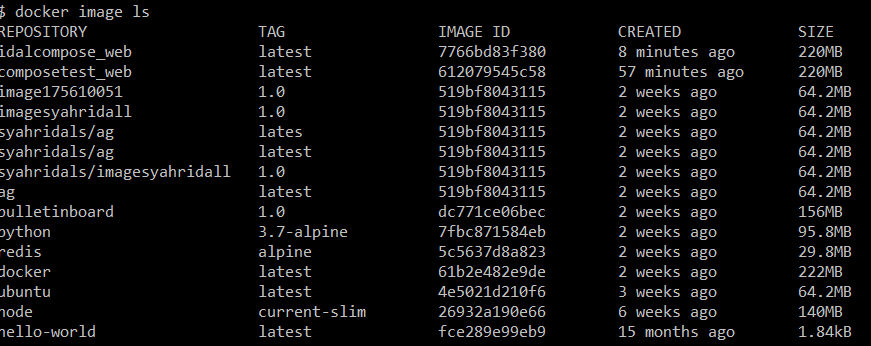 $ docker image ls
REPOSITORY TAG IMAGE ID CREATED SIZE
idalcompose_web latest 7766bd83f380 8 minutes ago 220MB
composetest_web latest 612079545c58 57 minutes ago 220MB
image175610051 1.0 519bf8043115 2 weeks ago 64.2MB
imagesyahridall 1.0 519bf8043115 2 weeks ago 64.2MB
syahridals/ag lates 519bf8043115 2 weeks ago 64.2MB
syahridals/ag latest 519bf8043115 2 weeks ago 64.2MB
syahridals/imagesyahridall 1.0 519bf8043115 2 weeks ago 64.2MB
ag latest 519bf8043115 2 weeks ago 64.2MB
bulletinboard 1.0 dc771ce06bec 2 weeks ago 156MB
python 3.7-alpine 7fbc871584eb 2 weeks ago 95.8MB
redis alpine 5c5637d8a823 2 weeks ago 29.8MB
docker latest 61b2e482e9de 2 weeks ago 222MB
ubuntu latest 4e5021d210f6 3 weeks ago 64.2MB
node current-slim 26932a190e66 6 weeks ago 140MB
hello-world latest fce289e99eb9 15 months ago 1.84kB